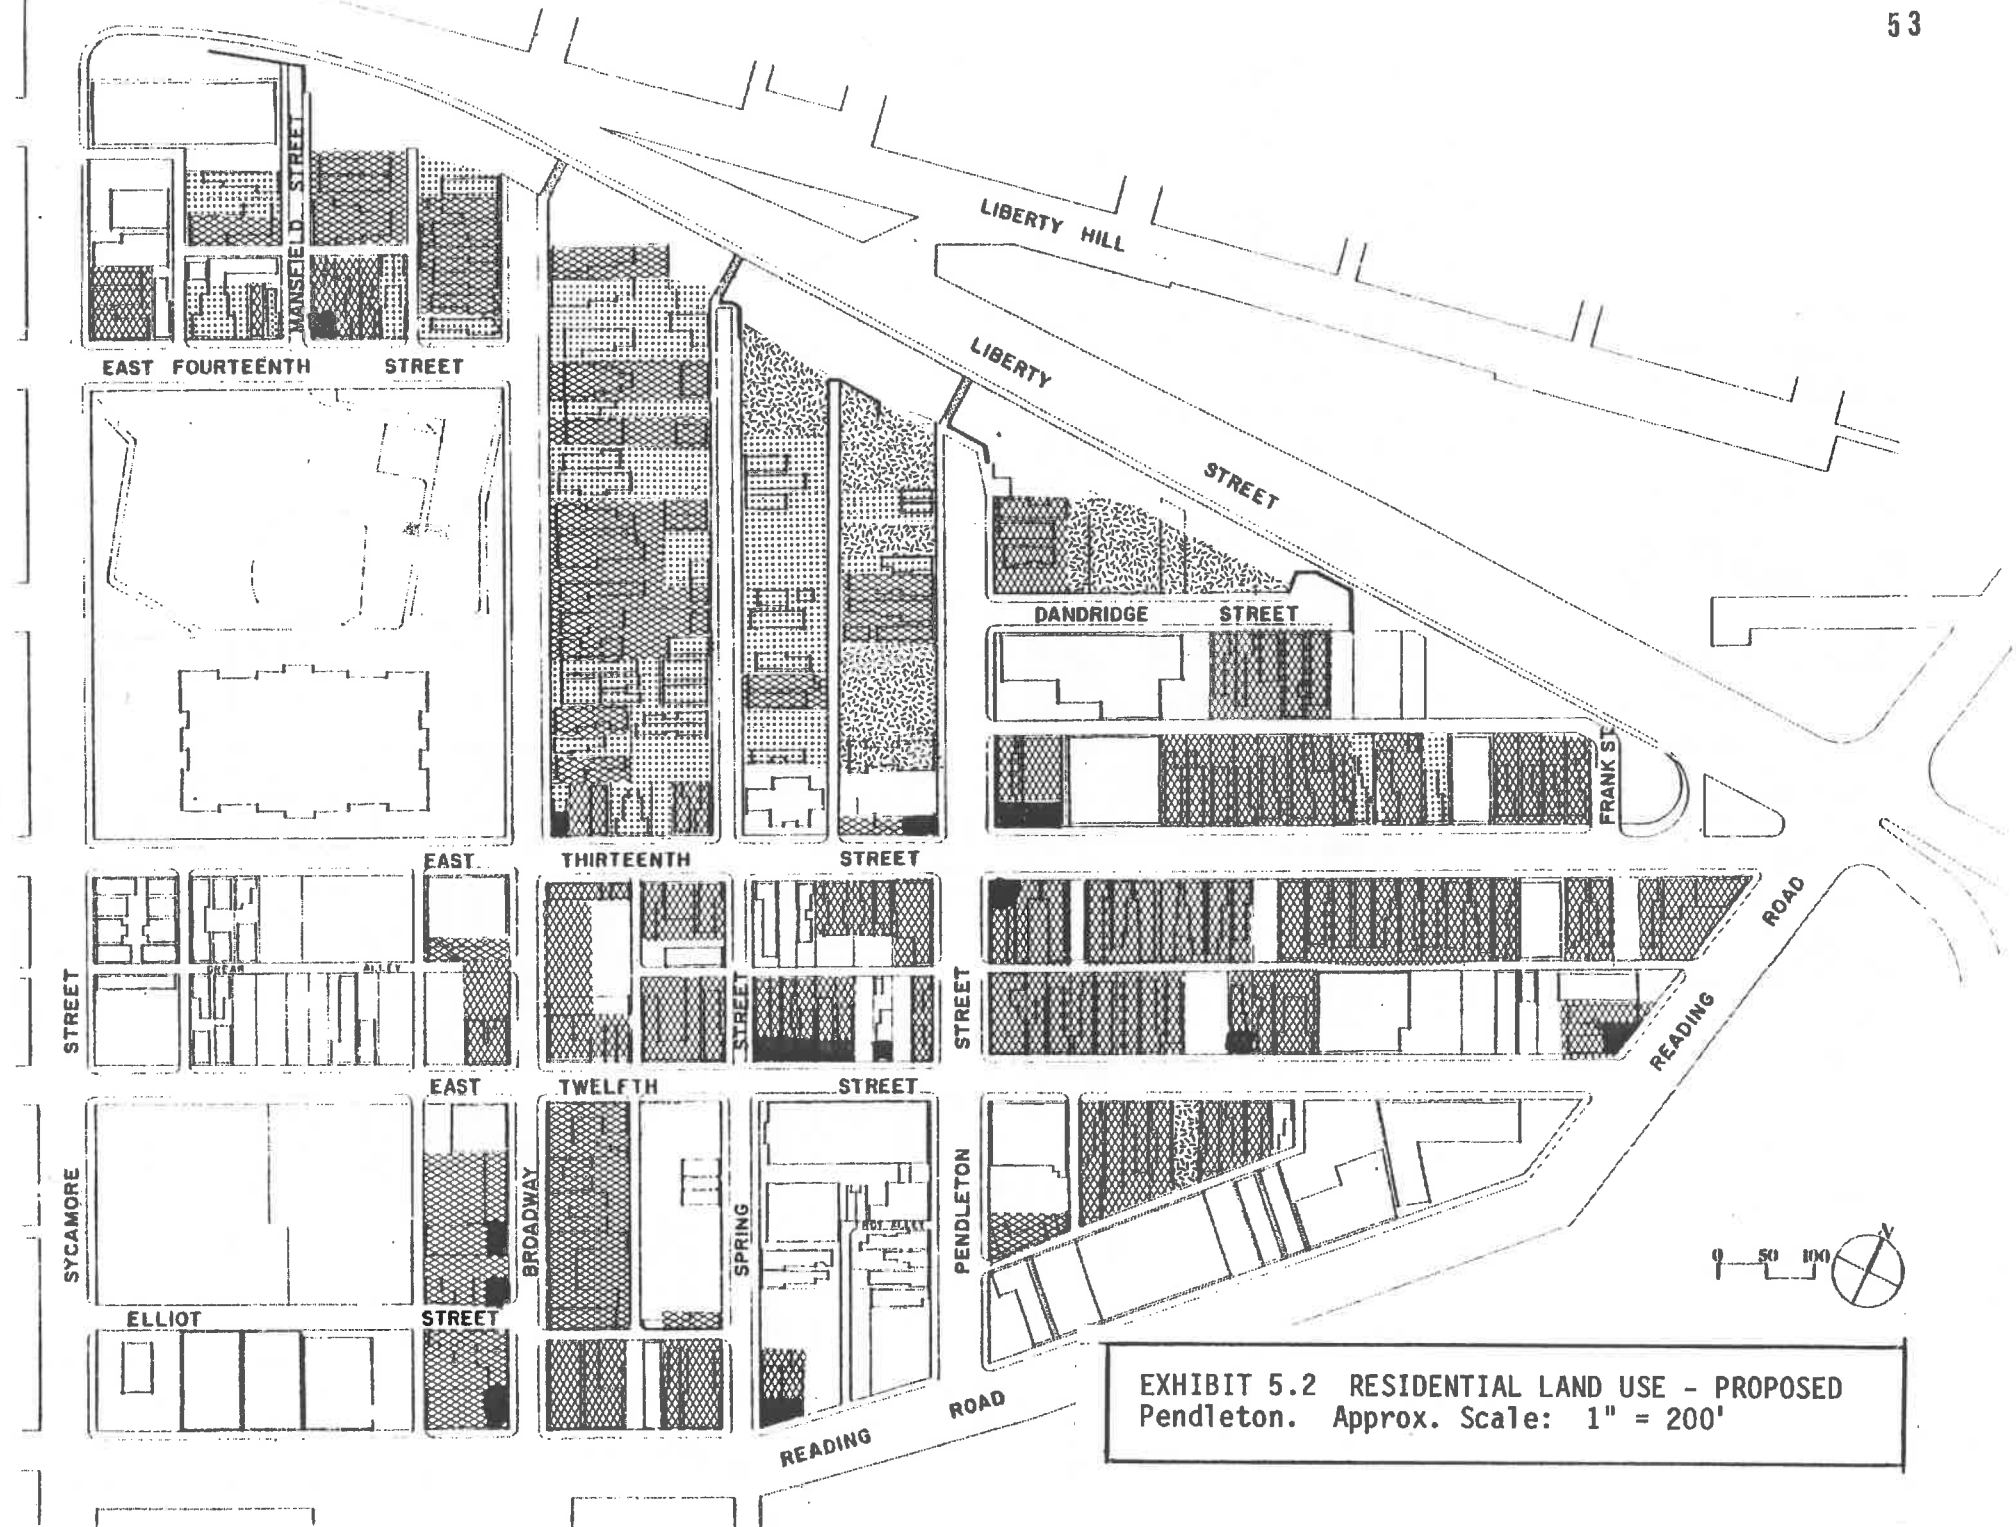 53
LIBERTY HILL
MANSFIELD STREET
EAST FOURTEENTH STREET
LIBERTY STREET
DANDRIDGE STREET
FRANK ST.
EAST THIRTEENTH STREET
ROAD
ALLEY
STREET
STREET
STREET
READING
EAST TWELFTH STREET
SYCAMORE
BROADWAY
SPRING
PENDLETON
0 50 100
N
ELLIOT STREET
READING ROAD
EXHIBIT 5.2 RESIDENTIAL LAND USE - PROPOSED
Pendleton. Approx. Scale: 1" = 200'